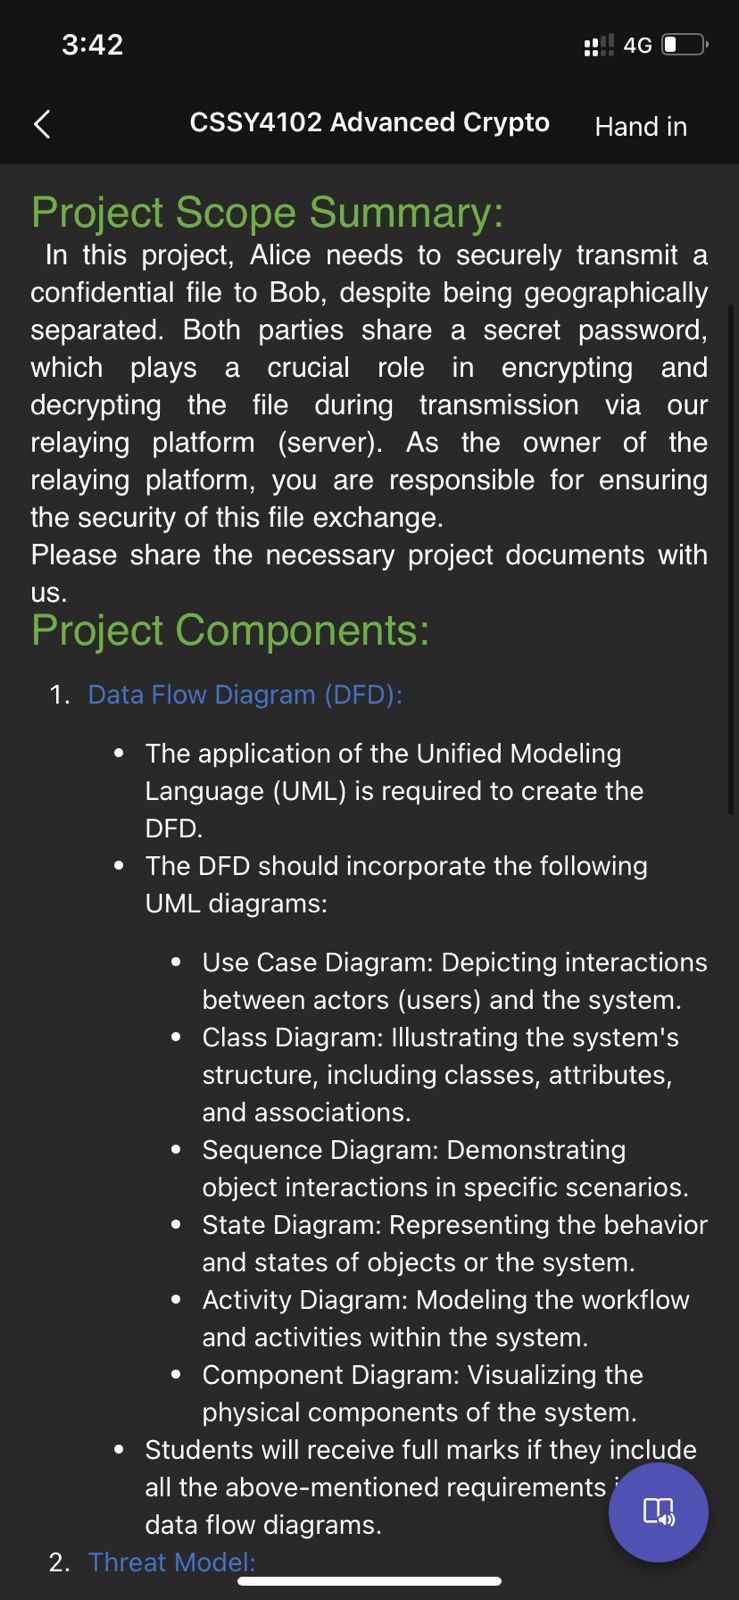 3:42
4G
CSSY4102 Advanced Crypto
Hand in
Project Scope Summary:
In this project, Alice needs to securely transmit a
confidential file to Bob, despite being geographically
separated. Both parties share a secret password,
which plays a crucial role in encrypting and
decrypting the file during transmission via our
relaying platform (server). As the owner of the
relaying platform, you are responsible for ensuring
the security of this file exchange.
Please share the necessary project documents with
us.
Project Components:
1. Data Flow Diagram (DFD):
• The application of the Unified Modeling
Language (UML) is required to create the
DFD.
• The DFD should incorporate the following
UML diagrams:
• Use Case Diagram: Depicting interactions
between actors (users) and the system.
• Class Diagram: Illustrating the system's
structure, including classes, attributes,
and associations.
• Sequence Diagram: Demonstrating
object interactions in specific scenarios.
• State Diagram: Representing the behavior
and states of objects or the system.
• Activity Diagram: Modeling the workflow
and activities within the system.
• Component Diagram: Visualizing the
physical components of the system.
• Students will receive full marks if they include
all the above-mentioned requirements
data flow diagrams.
2. Threat Model: